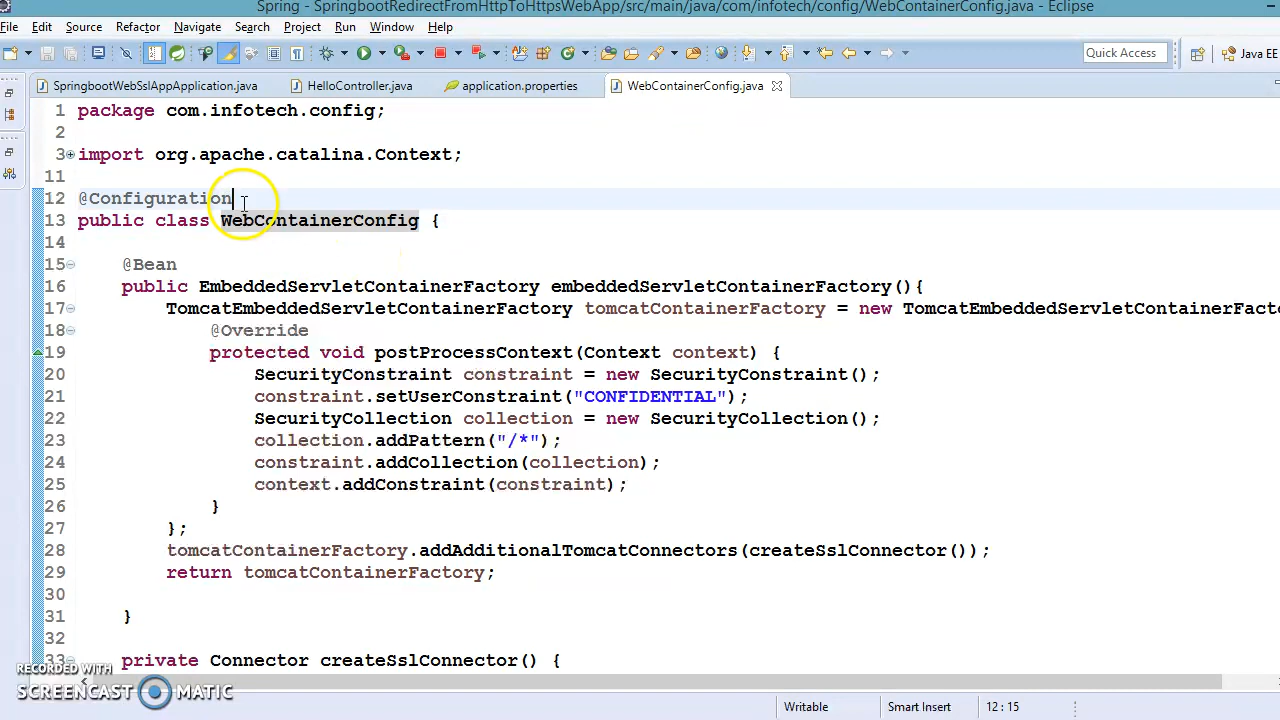 Spring - SpringbootRedirectFromHttpToHttpsWebApp/src/main/java/com/infotech/config/WebContainerConfig.java - Eclipse
File Edit Source Refactor Navigate Search Project Run Window Help
Quick Access Java EE
SpringbootWebSslAppApplication.java HelloController.java application.properties WebContainerConfig.java
1 package com.infotech.config;
2
3 import org.apache.catalina.Context;
11
12 @Configuration
13 public class WebContainerConfig {
14
15 @Bean
16 public EmbeddedServletContainerFactory embeddedServletContainerFactory(){
17 TomcatEmbeddedServletContainerFactory tomcatContainerFactory = new TomcatEmbeddedServletContainerFacto
18 @Override
19 protected void postProcessContext(Context context) {
20 SecurityConstraint constraint = new SecurityConstraint();
21 constraint.setUserConstraint("CONFIDENTIAL");
22 SecurityCollection collection = new SecurityCollection();
23 collection.addPattern("/*");
24 constraint.addCollection(collection);
25 context.addConstraint(constraint);
26 }
27 };
28 tomcatContainerFactory.addAdditionalTomcatConnectors(createSslConnector());
29 return tomcatContainerFactory;
30
31 }
32
33 private Connector createSslConnector() {
RECORDED WITH
SCREENCAST MATIC
Writable Smart Insert 12 : 15